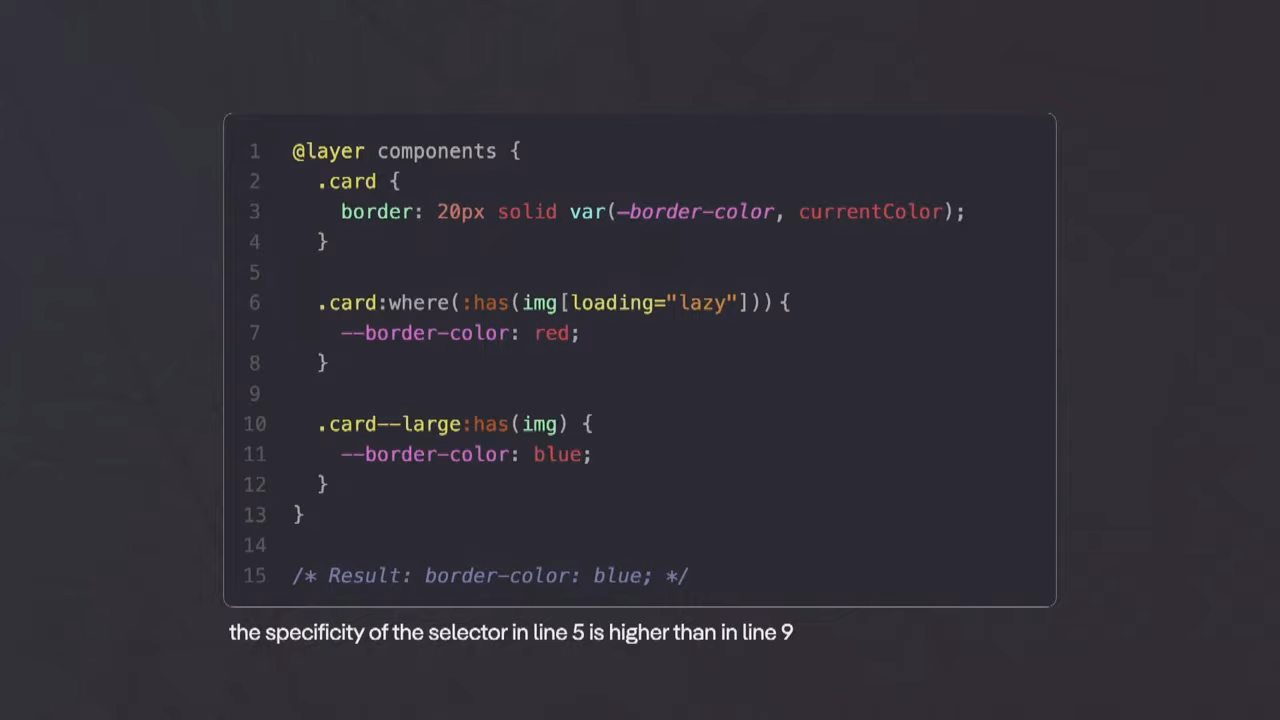 1 @layer components {
2 .card {
3 border: 20px solid var(—border-color, currentColor);
4 }
5
6 .card:where(:has(img[loading="lazy"])) {
7 --border-color: red;
8 }
9
10 .card--large:has(img) {
11 --border-color: blue;
12 }
13 }
14
15 /* Result: border-color: blue; */
the specificity of the selector in line 5 is higher than in line 9